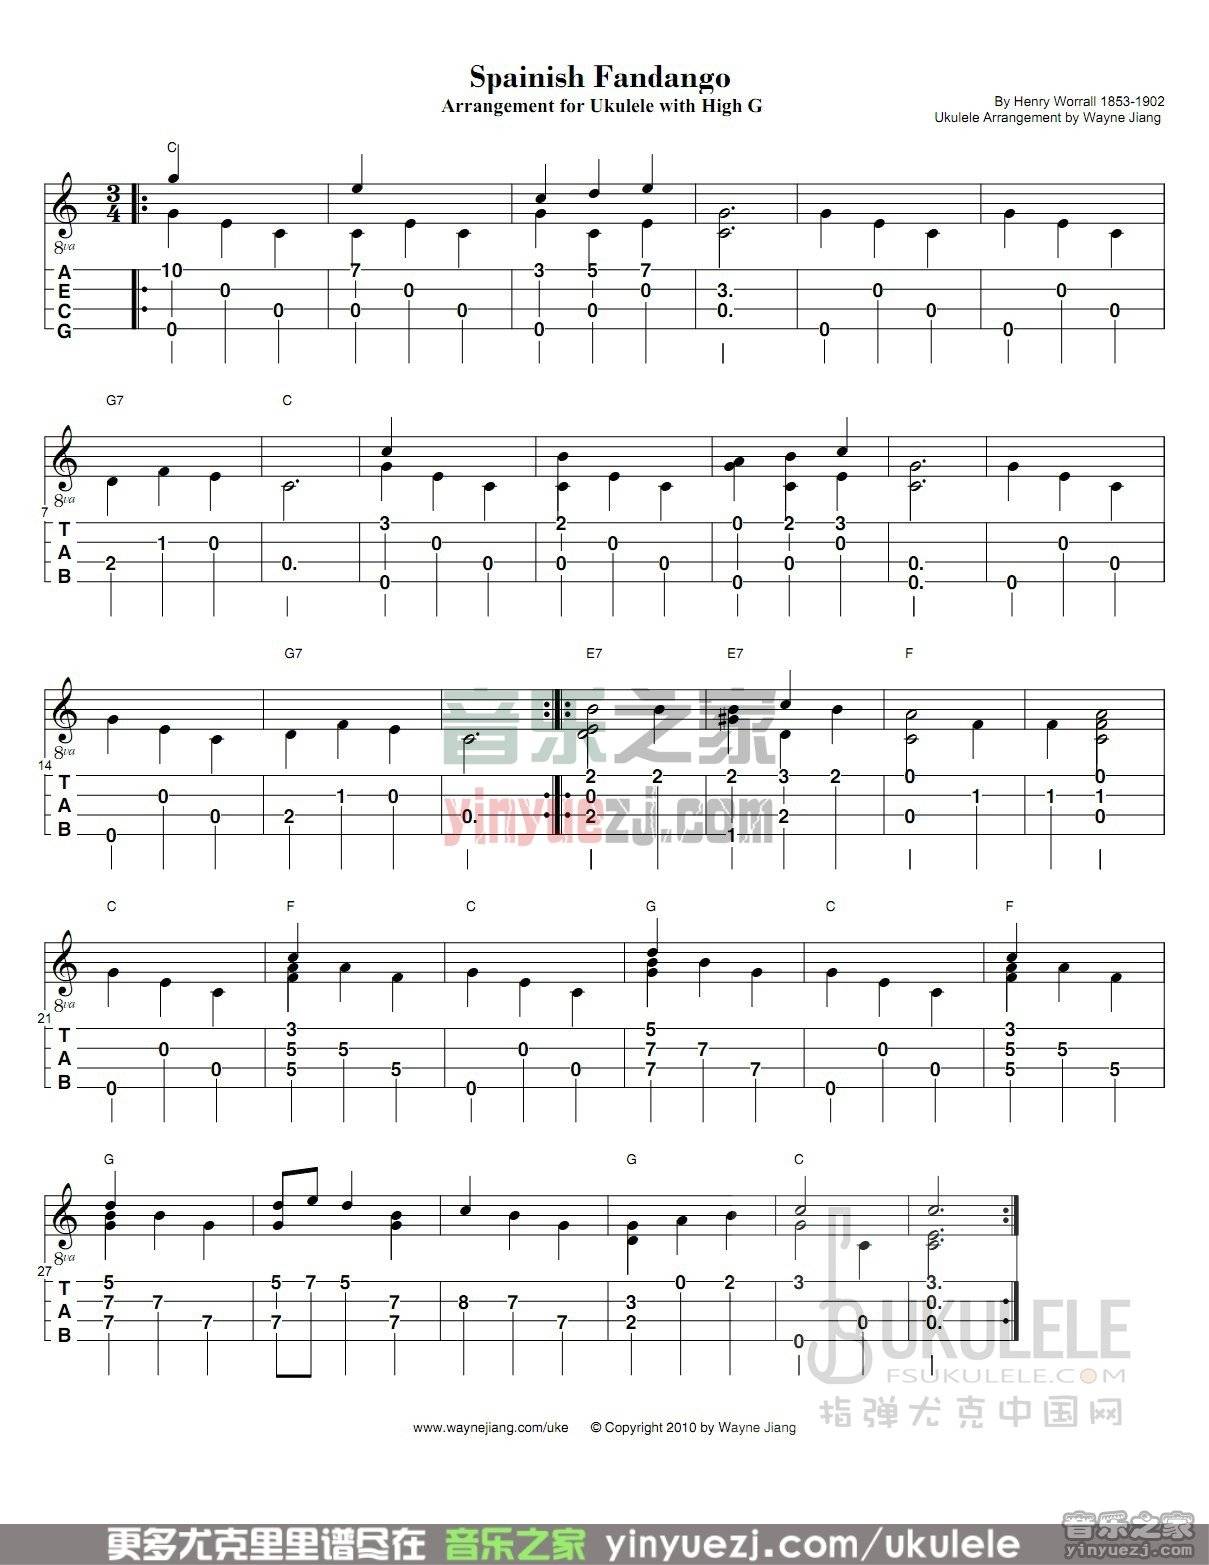 Spainish Fandango
Arrangement for Ukulele with High G
By Henry Worrall 1853-1902
Ukulele Arrangement by Wayne Jiang
C
3
4
8va
A 10 7 3 5 7
E 0 0 0 3. 0 0
C 0 0 0 0 0. 0 0
G 0 0 0 0
G7 C
8va
7
T 3 2 0 2 3
A 1 0 0 0 0 0
B 2 0. 0 0 0 0 0. 0
0 0 0. 0
G7 E7 E7 F
8va
14
T 2 2 2 3 2 0 0
A 0 1 0 0 1 1 1
B 0 2 0. 2 2 0 0
0 1
音乐之家
yinyuezj.com
C F C G C F
8va
21
T 3 5 3
A 0 5 5 0 7 7 0 5 5
B 0 5 5 0 7 7 0 5 5
0 0 0
G G C
8va
27
T 5 5 7 5 0 2 3 3.
A 7 7 7 8 7 3 0.
B 7 7 7 7 7 2 0 0.
0
UKULELE
FSUKULELE.COM
指弹尤克中国网
www.waynejiang.com/uke © Copyright 2010 by Wayne Jiang
更多尤克里里谱尽在 音乐之家 yinyuezj.com/ukulele
音乐之家
yinyuezj.com